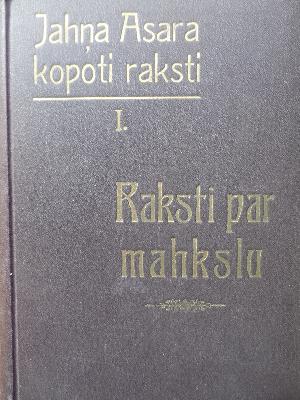 Jahņa Asara
kopoti raksti
I.
Raksti par
mahkslu